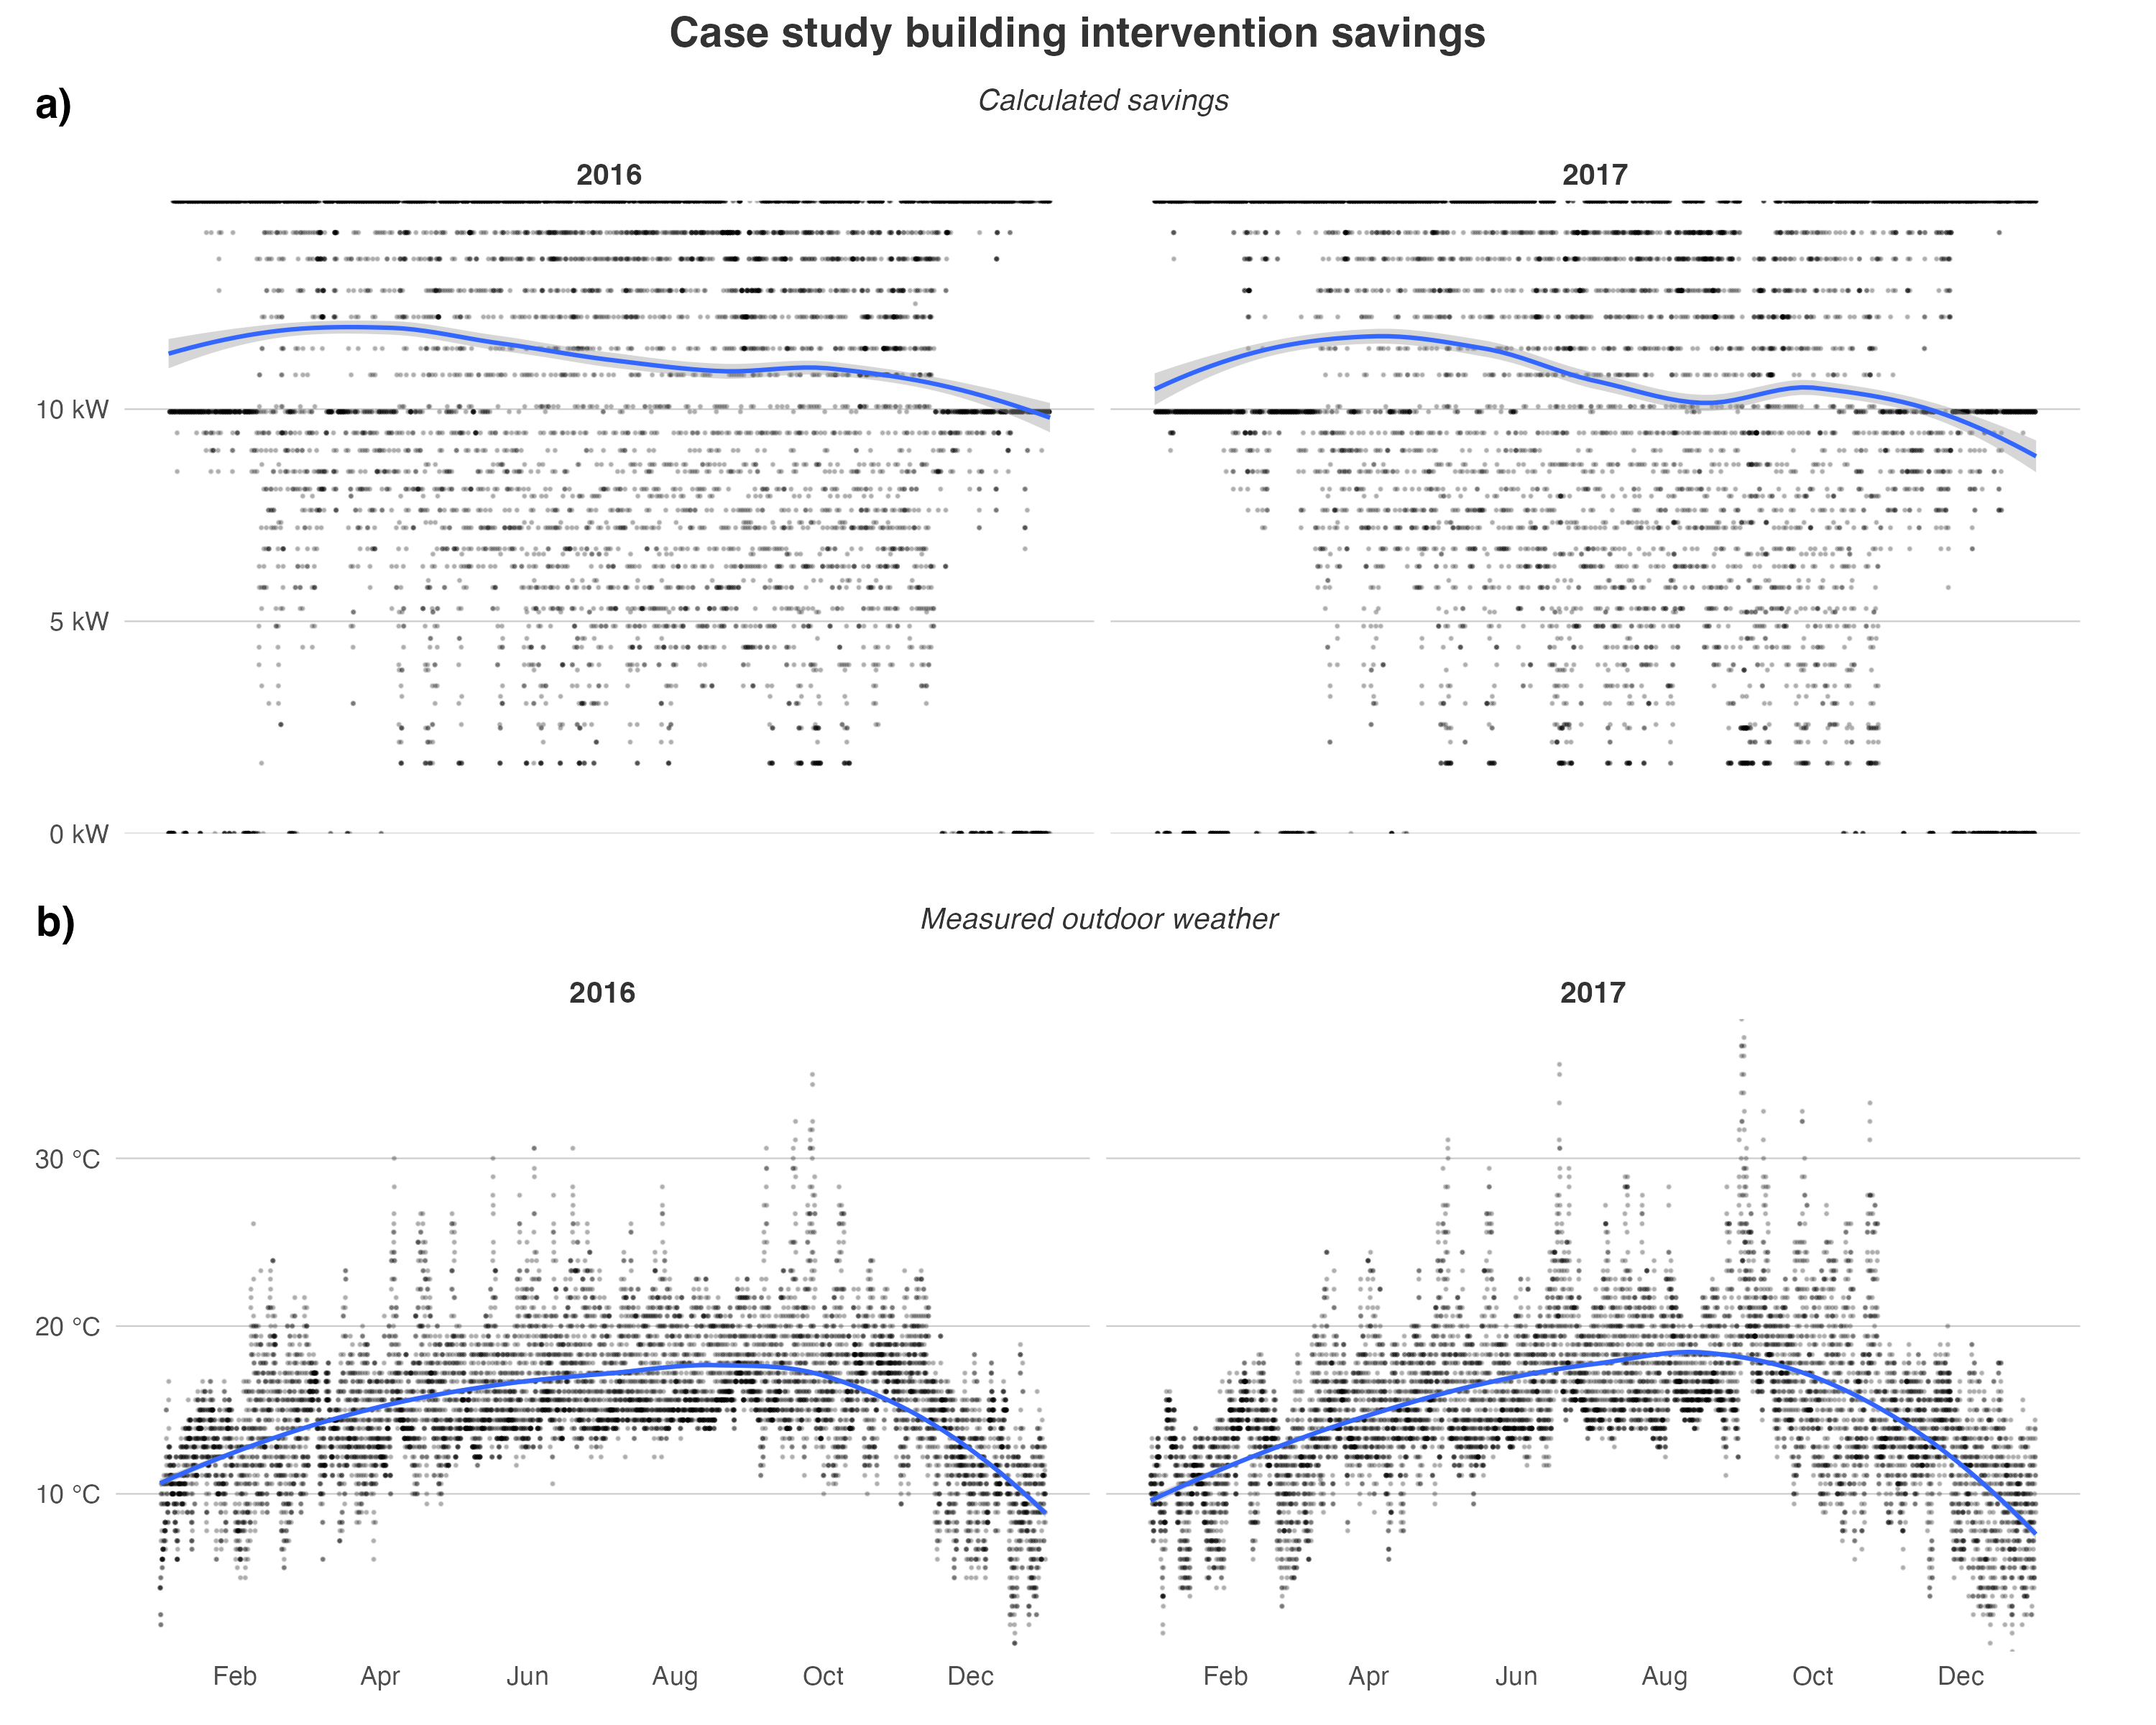 Case study building intervention savings
a)
Calculated savings
2016
2017
10 kW
5 kW
0 kW
b)
Measured outdoor weather
2016
2017
30 °C
20 °C
10 °C
Feb Apr Jun Aug Oct Dec Feb Apr Jun Aug Oct Dec